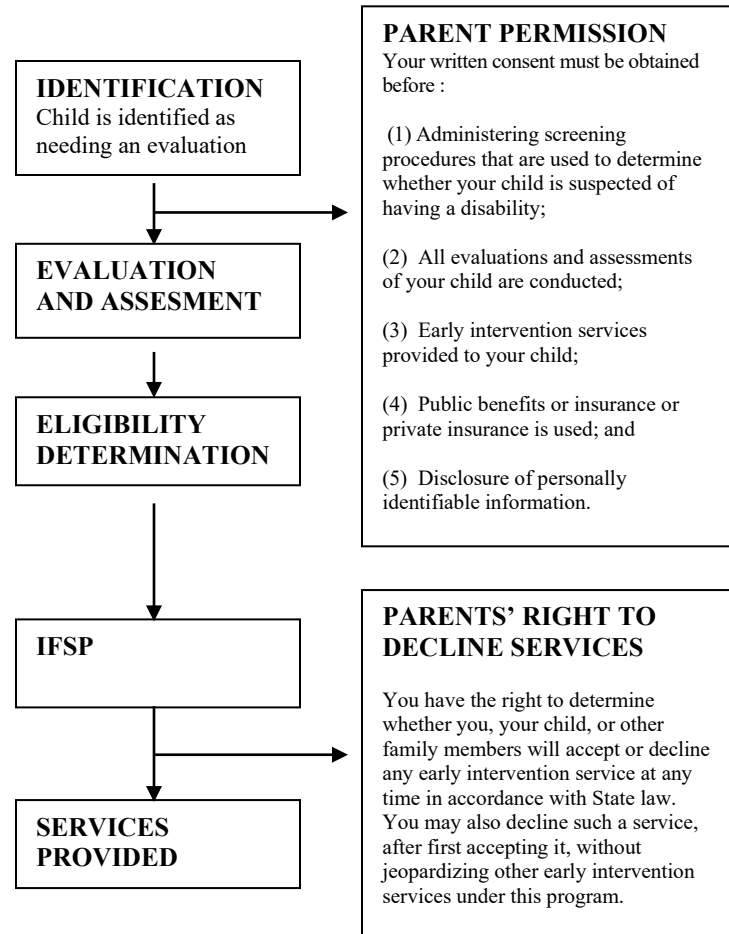 IDENTIFICATION
Child is identified as
needing an evaluation
PARENT PERMISSION
Your written consent must be obtained
before :
(1) Administering screening
procedures that are used to determine
whether your child is suspected of
having a disability;
(2) All evaluations and assessments
of your child are conducted;
(3) Early intervention services
provided to your child;
(4) Public benefits or insurance or
private insurance is used; and
(5) Disclosure of personally
identifiable information.
EVALUATION
AND ASSESMENT
ELIGIBILITY
DETERMINATION
IFSP
PARENTS’ RIGHT TO
DECLINE SERVICES
You have the right to determine
whether you, your child, or other
family members will accept or decline
any early intervention service at any
time in accordance with State law.
You may also decline such a service,
after first accepting it, without
jeopardizing other early intervention
services under this program.
SERVICES
PROVIDED